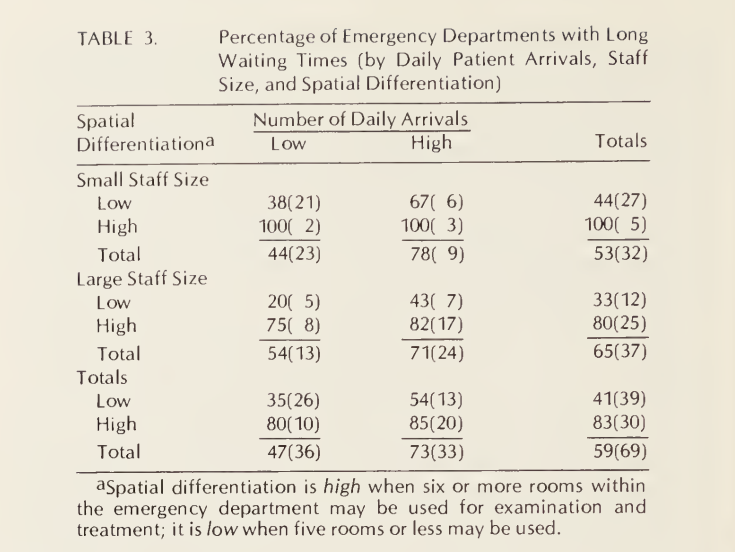 TABLE 3. Percentage of Emergency Departments with Long
Waiting Times (by Daily Patient Arrivals, Staff
Size, and Spatial Differentiation)
Spatial Number of Daily Arrivals
Differentiationa Low High Totals
Small Staff Size
Low 38(21) 67( 6) 44(27)
High 100( 2) 100( 3) 100( 5)
Total 44(23) 78( 9) 53(32)
Large Staff Size
Low 20( 5) 43( 7) 33(12)
High 75( 8) 82(17) 80(25)
Total 54(13) 71(24) 65(37)
Totals
Low 35(26) 54(13) 41(39)
High 80(10) 85(20) 83(30)
Total 47(36) 73(33) 59(69)
aSpatial differentiation is high when six or more rooms within
the emergency department may be used for examination and
treatment; it is low when five rooms or less may be used.